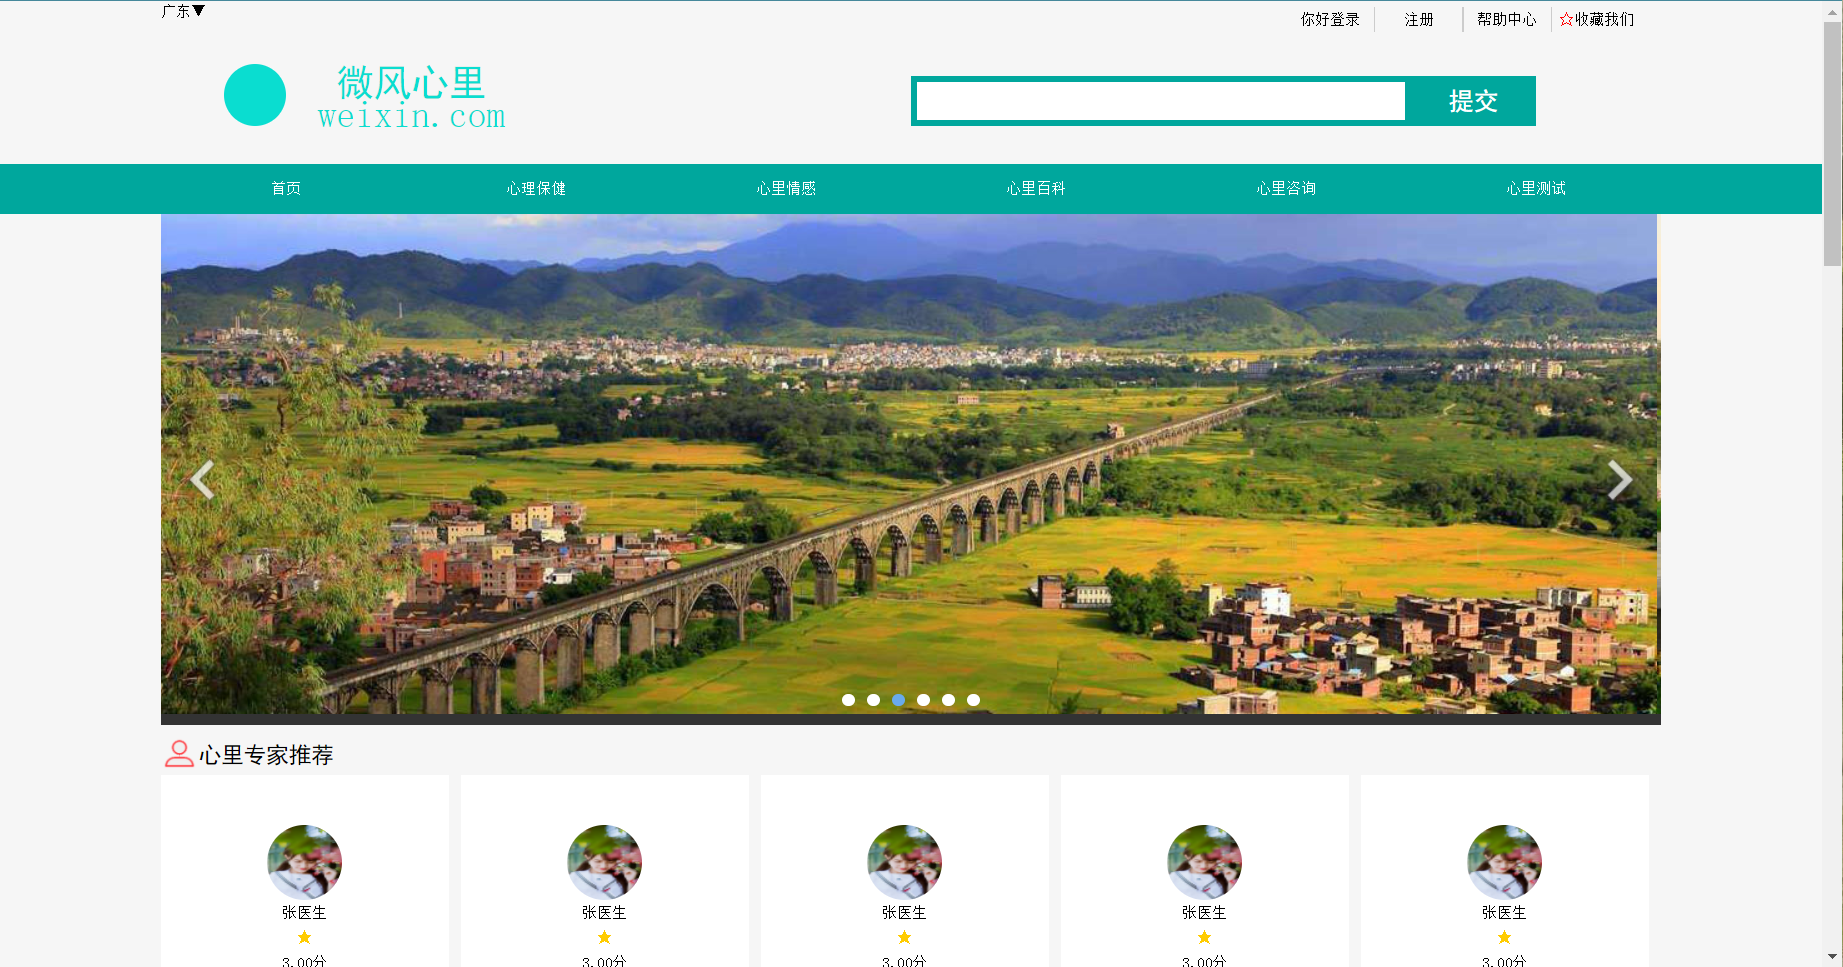 广东▼
你好登录 注册 帮助中心 ☆收藏我们
微风心里
weixin.com
提交
首页 心理保健 心里情感 心里百科 心里咨询 心里测试
心里专家推荐
张医生 张医生 张医生 张医生 张医生
3.00分 3.00分 3.00分 3.00分 3.00分